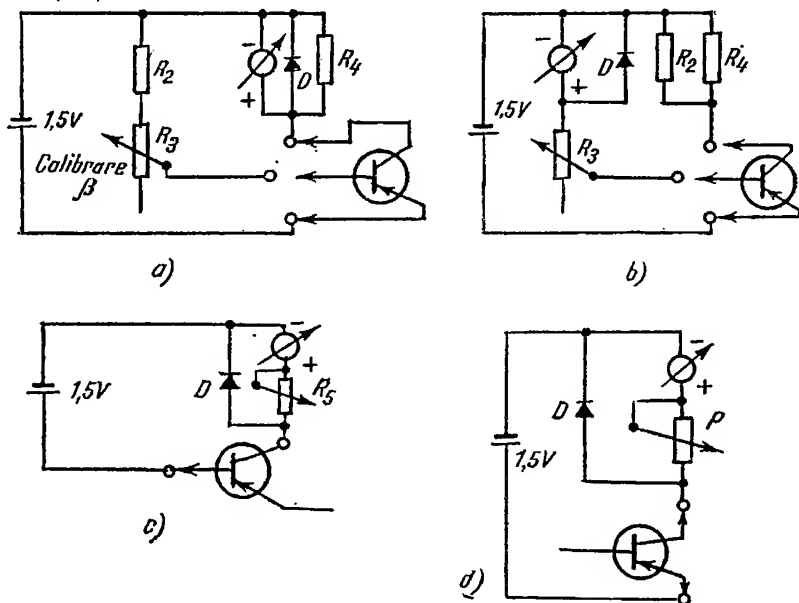 R2
1,5V
R3
Calibrare
β
-
+
D
R4
a)
1,5V
-
+
D
R2
R4
R3
b)
1,5V
D
-
+
R5
c)
1,5V
D
-
+
P
d)